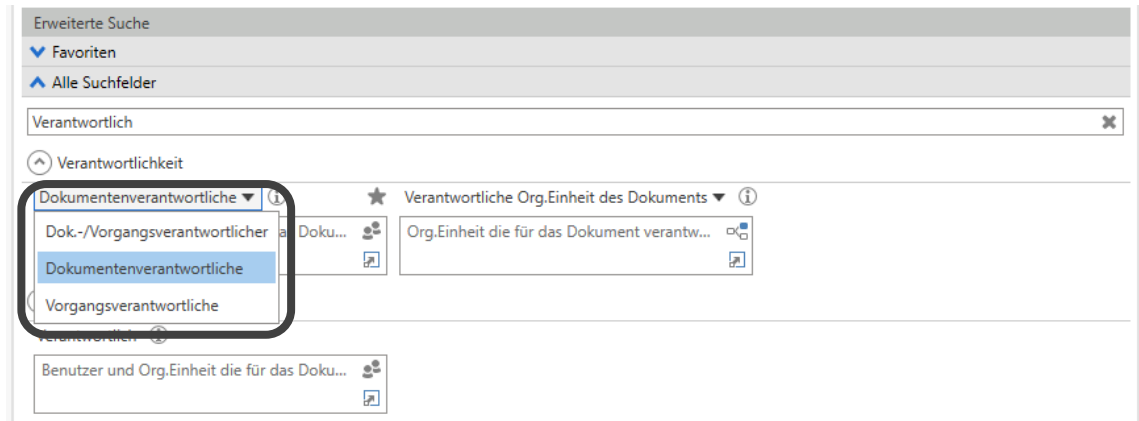 Erweiterte Suche
Favoriten
Alle Suchfelder
Verantwortlich
Verantwortlichkeit
Dokumentenverantwortliche Verantwortliche Org.Einheit des Dokuments
Dok.-/Vorgangsverantwortlicher Doku... Org.Einheit die für das Dokument verantw...
Dokumentenverantwortliche
Vorgangsverantwortliche
Verantwortlich
Benutzer und Org.Einheit die für das Doku...